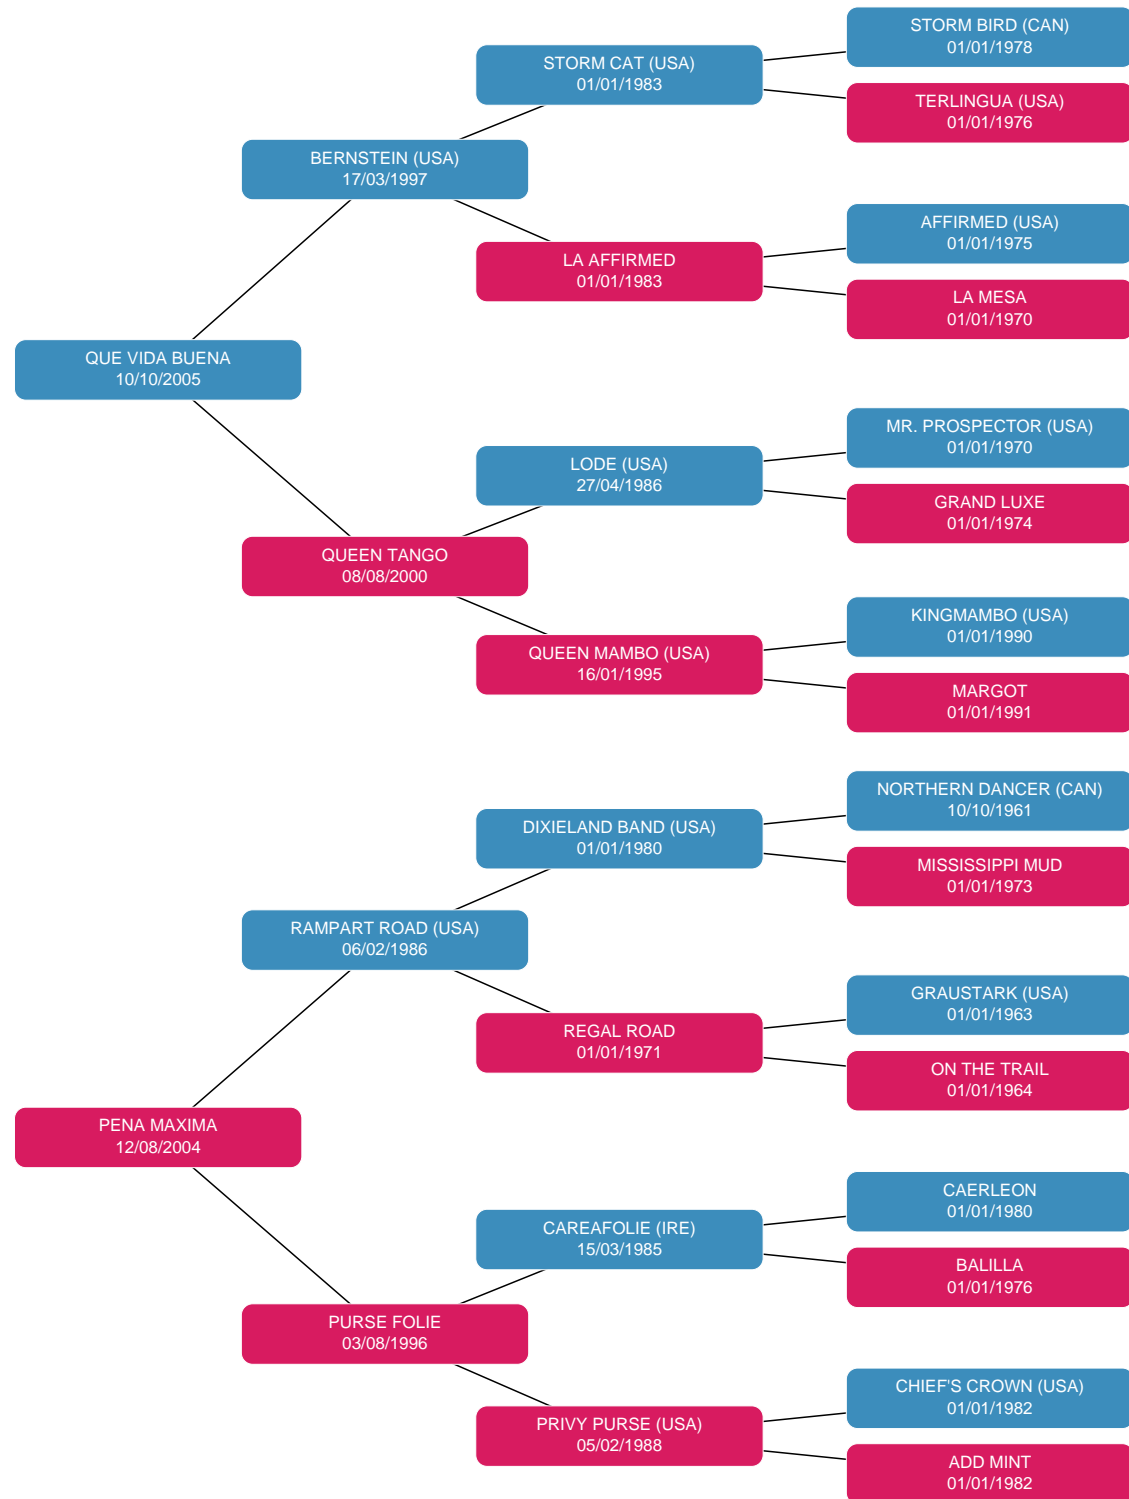 STORM BIRD (CAN)
01/01/1978
STORM CAT (USA)
01/01/1983
TERLINGUA (USA)
01/01/1976
BERNSTEIN (USA)
17/03/1997
AFFIRMED (USA)
01/01/1975
LA AFFIRMED
01/01/1983
LA MESA
01/01/1970
QUE VIDA BUENA
10/10/2005
MR. PROSPECTOR (USA)
01/01/1970
LODE (USA)
27/04/1986
GRAND LUXE
01/01/1974
QUEEN TANGO
08/08/2000
KINGMAMBO (USA)
01/01/1990
QUEEN MAMBO (USA)
16/01/1995
MARGOT
01/01/1991
NORTHERN DANCER (CAN)
10/10/1961
DIXIELAND BAND (USA)
01/01/1980
MISSISSIPPI MUD
01/01/1973
RAMPART ROAD (USA)
06/02/1986
GRAUSTARK (USA)
01/01/1963
REGAL ROAD
01/01/1971
ON THE TRAIL
01/01/1964
PENA MAXIMA
12/08/2004
CAERLEON
01/01/1980
CAREAFOLIE (IRE)
15/03/1985
BALILLA
01/01/1976
PURSE FOLIE
03/08/1996
CHIEF'S CROWN (USA)
01/01/1982
PRIVY PURSE (USA)
05/02/1988
ADD MINT
01/01/1982